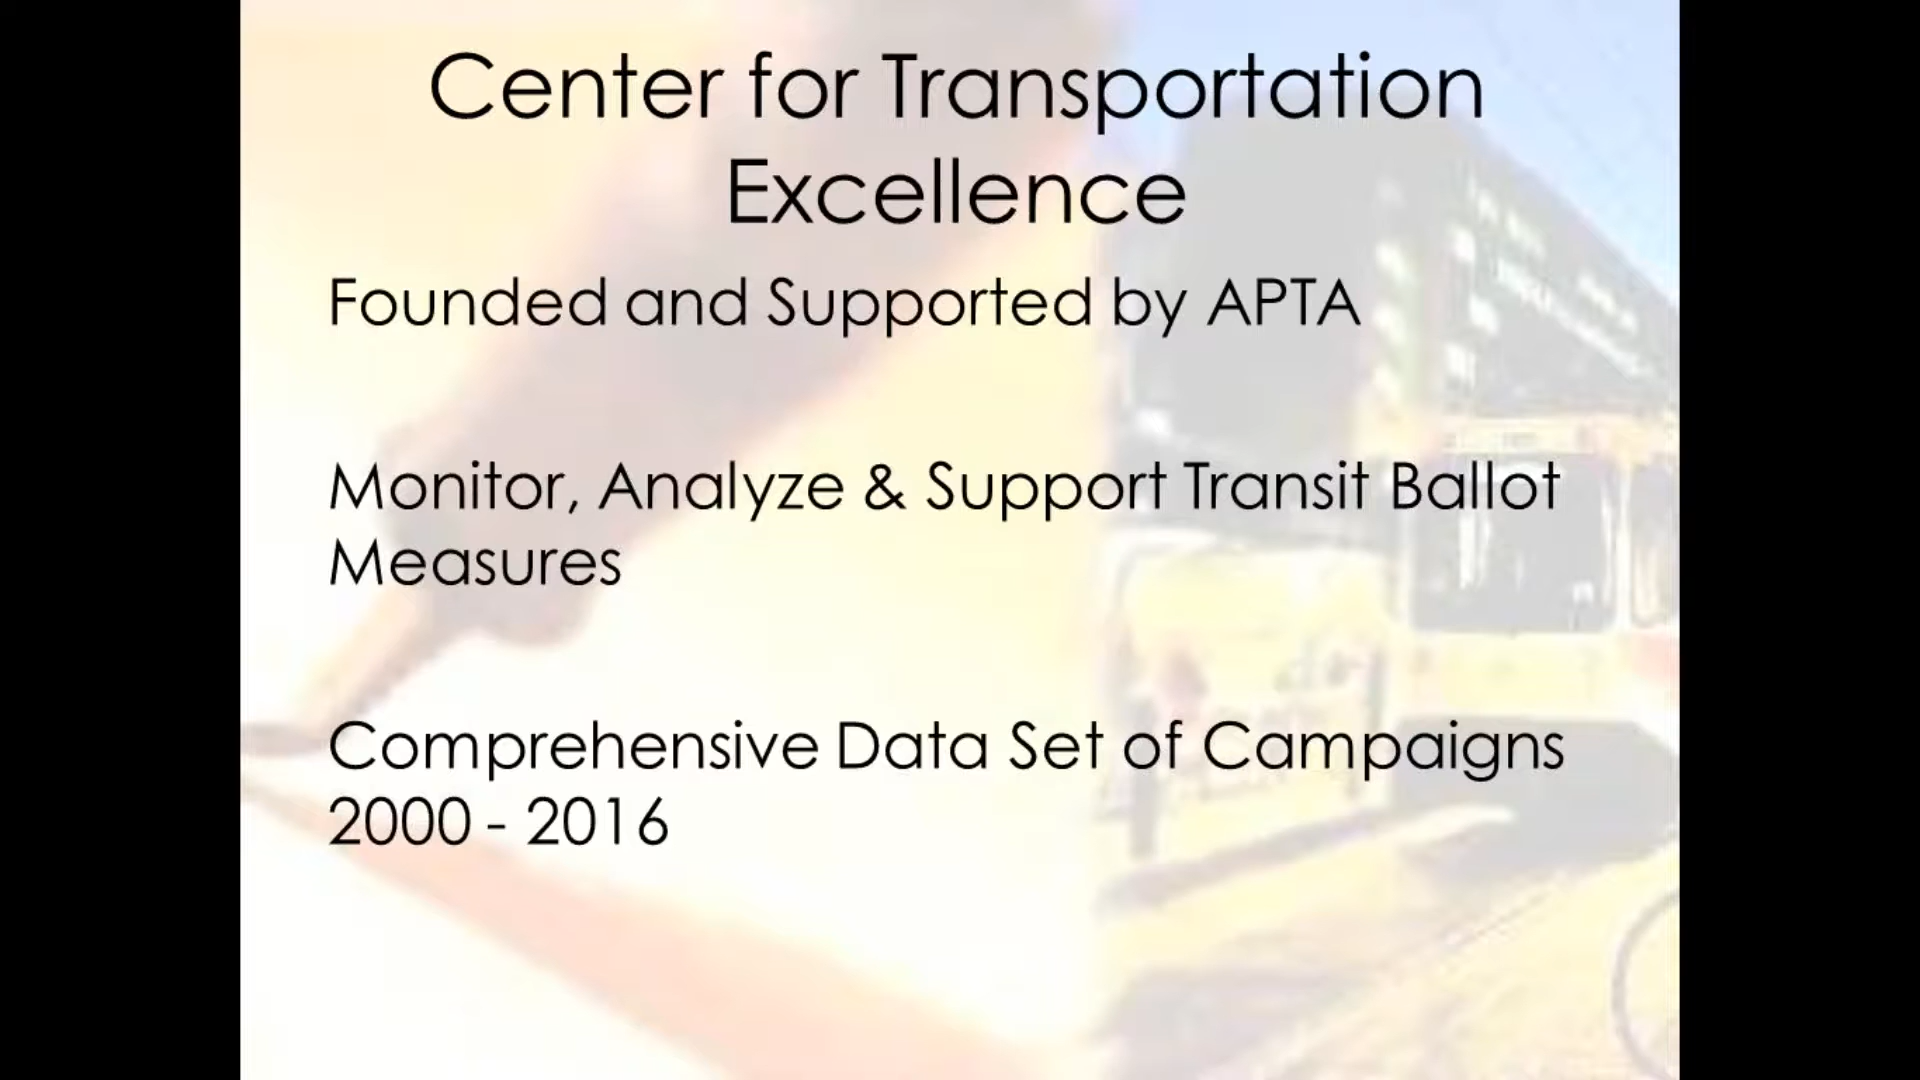 Center for Transportation
Excellence
Founded and Supported by APTA
Monitor, Analyze & Support Transit Ballot
Measures
Comprehensive Data Set of Campaigns
2000 - 2016